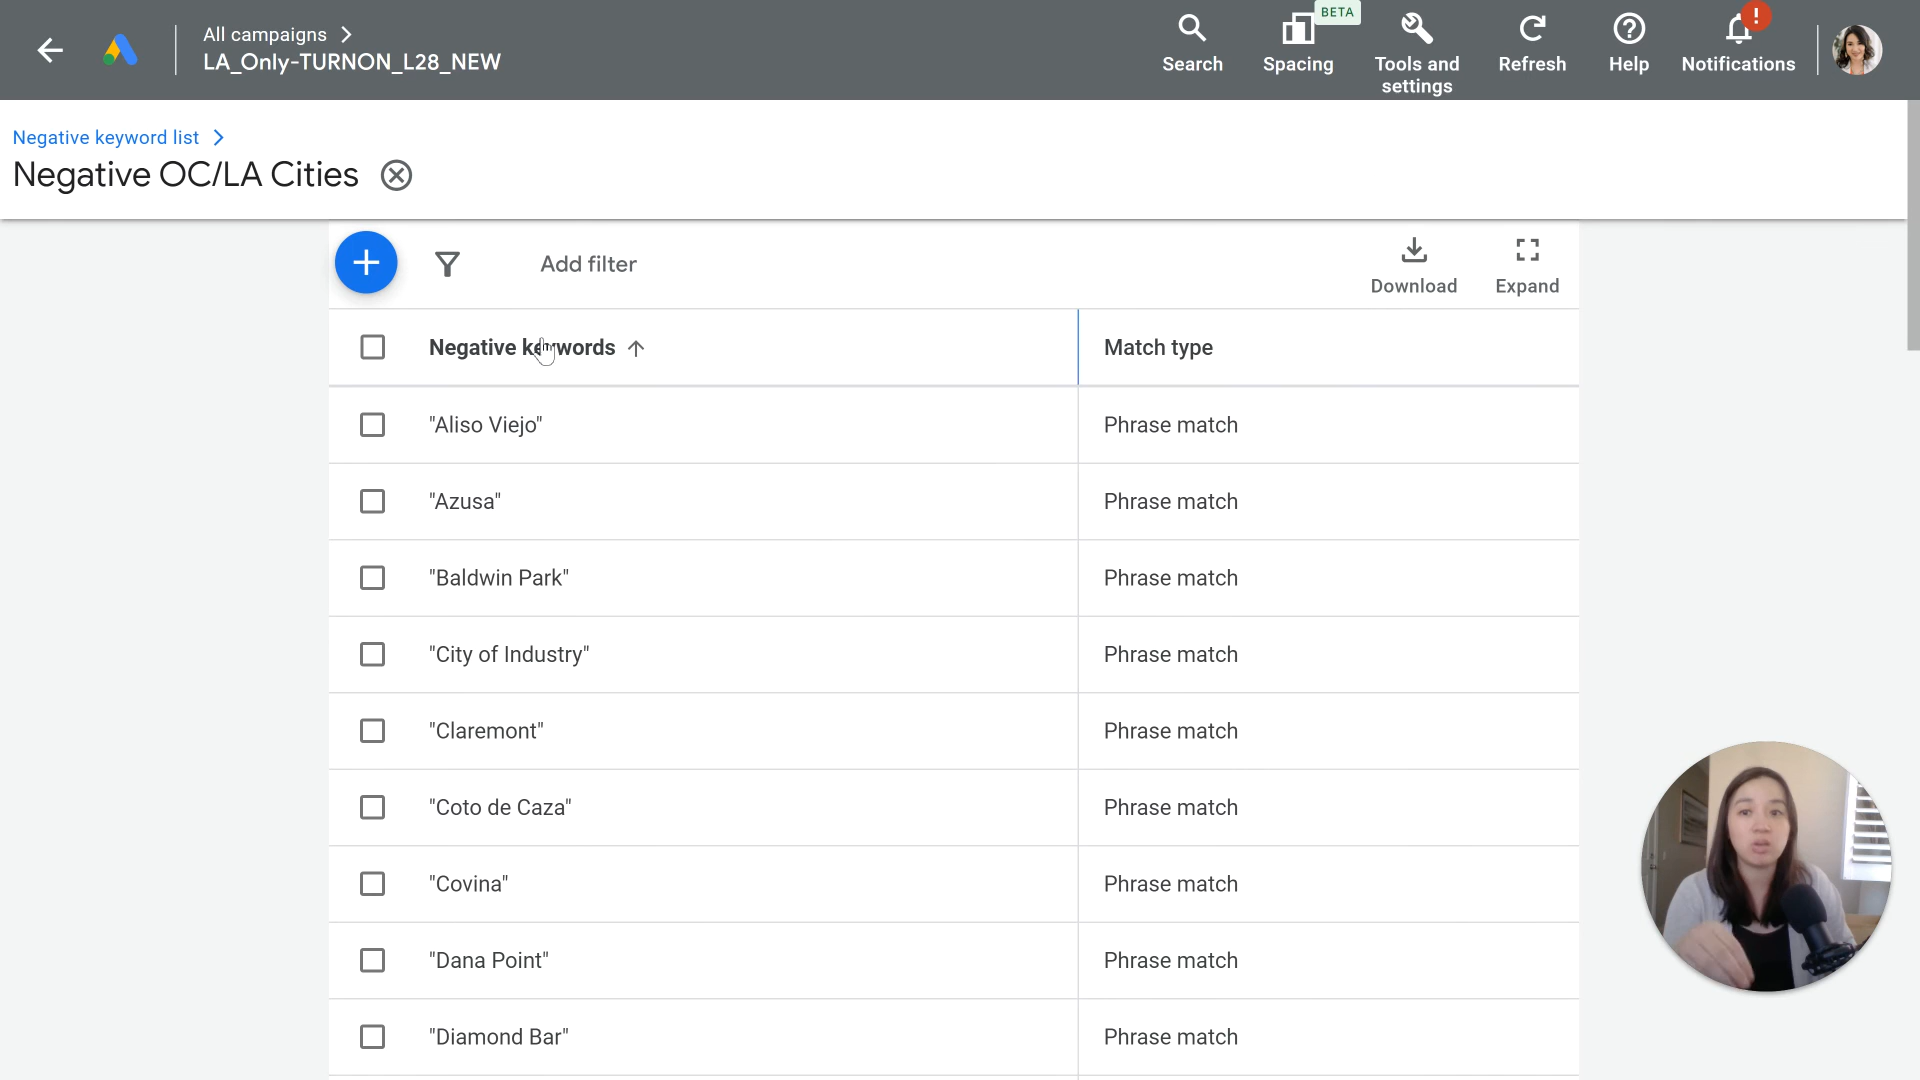 All campaigns
LA_Only-TURNON_L28_NEW
Search
BETA
Spacing
Tools and
settings
Refresh
Help
!
Notifications
Negative keyword list
Negative OC/LA Cities
Add filter
Download
Expand
Negative keywords
Match type
"Aliso Viejo" Phrase match
"Azusa" Phrase match
"Baldwin Park" Phrase match
"City of Industry" Phrase match
"Claremont" Phrase match
"Coto de Caza" Phrase match
"Covina" Phrase match
"Dana Point" Phrase match
"Diamond Bar" Phrase match